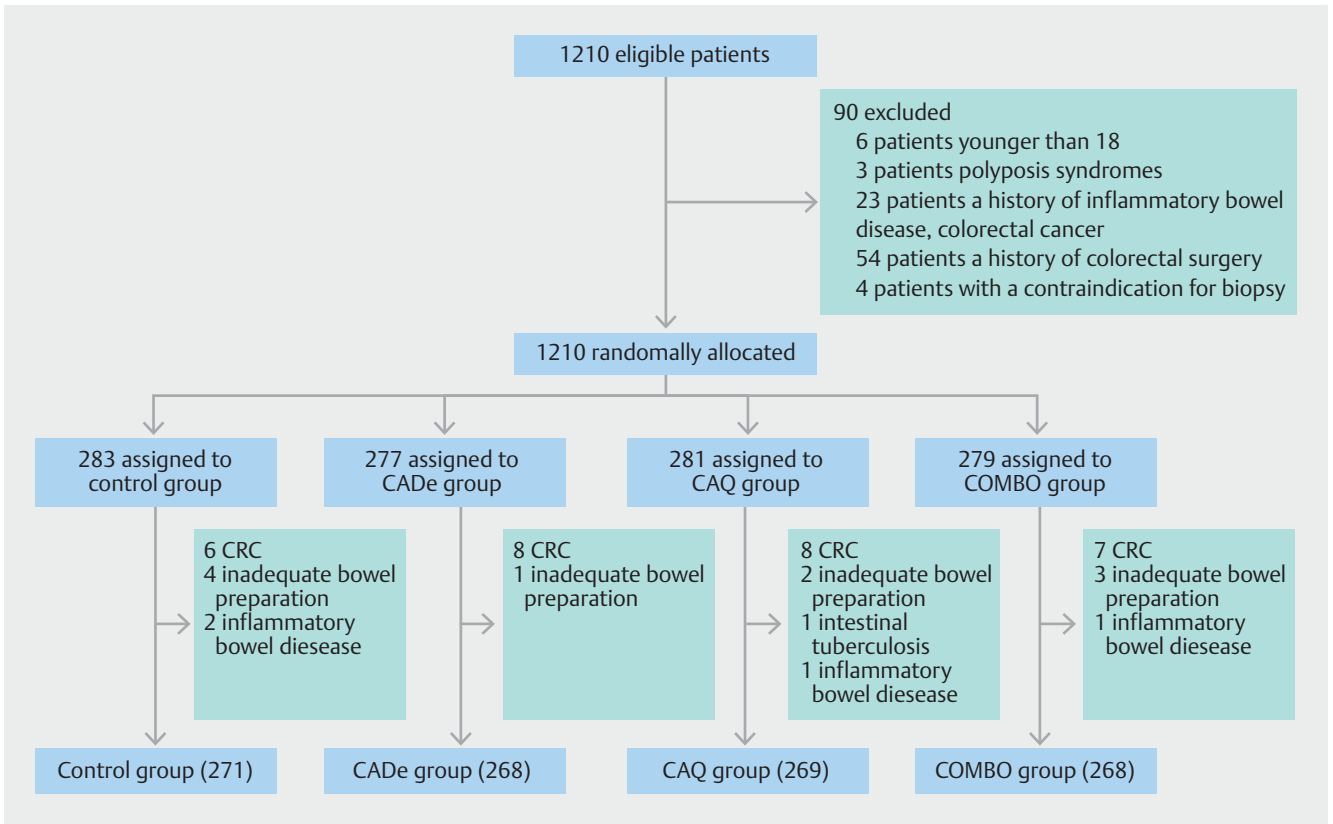 1210 eligible patients
90 excluded
6 patients younger than 18
3 patients polyposis syndromes
23 patients a history of inflammatory bowel
disease, colorectal cancer
54 patients a history of colorectal surgery
4 patients with a contraindication for biopsy
1210 randomally allocated
283 assigned to
control group
277 assigned to
CADe group
281 assigned to
CAQ group
279 assigned to
COMBO group
6 CRC
4 inadequate bowel
preparation
2 inflammatory
bowel diesease
8 CRC
1 inadequate bowel
preparation
8 CRC
2 inadequate bowel
preparation
1 intestinal
tuberculosis
1 inflammatory
bowel diesease
7 CRC
3 inadequate bowel
preparation
1 inflammatory
bowel diesease
Control group (271)
CADe group (268)
CAQ group (269)
COMBO group (268)